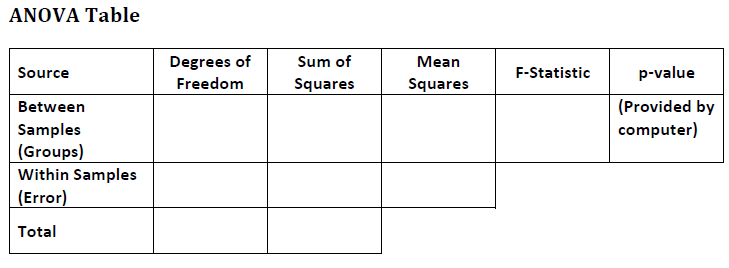 ANOVA Table
Source
Degrees of
Freedom
Sum of
Squares
Mean
Squares
F-Statistic
p-value
Between
Samples
(Groups)
(Provided by
computer)
Within Samples
(Error)
Total